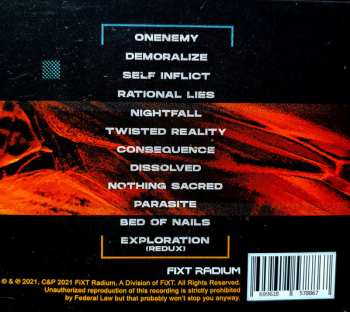 ONENEMY
DEMORALIZE
SELF INFLICT
RATIONAL LIES
NIGHTFALL
TWISTED REALITY
CONSEQUENCE
DISSOLVED
NOTHING SACRED
PARASITE
BED OF NAILS
EXPLORATION
(REDUX)
FiXT RADIUM
© & ℗ 2021, C&P 2021 FiXT Radium, A Division of FiXT. All Rights Reserved.
Unauthorized reproduction of this recording is strictly prohibited
by Federal Law but that probably won't stop you anyway.